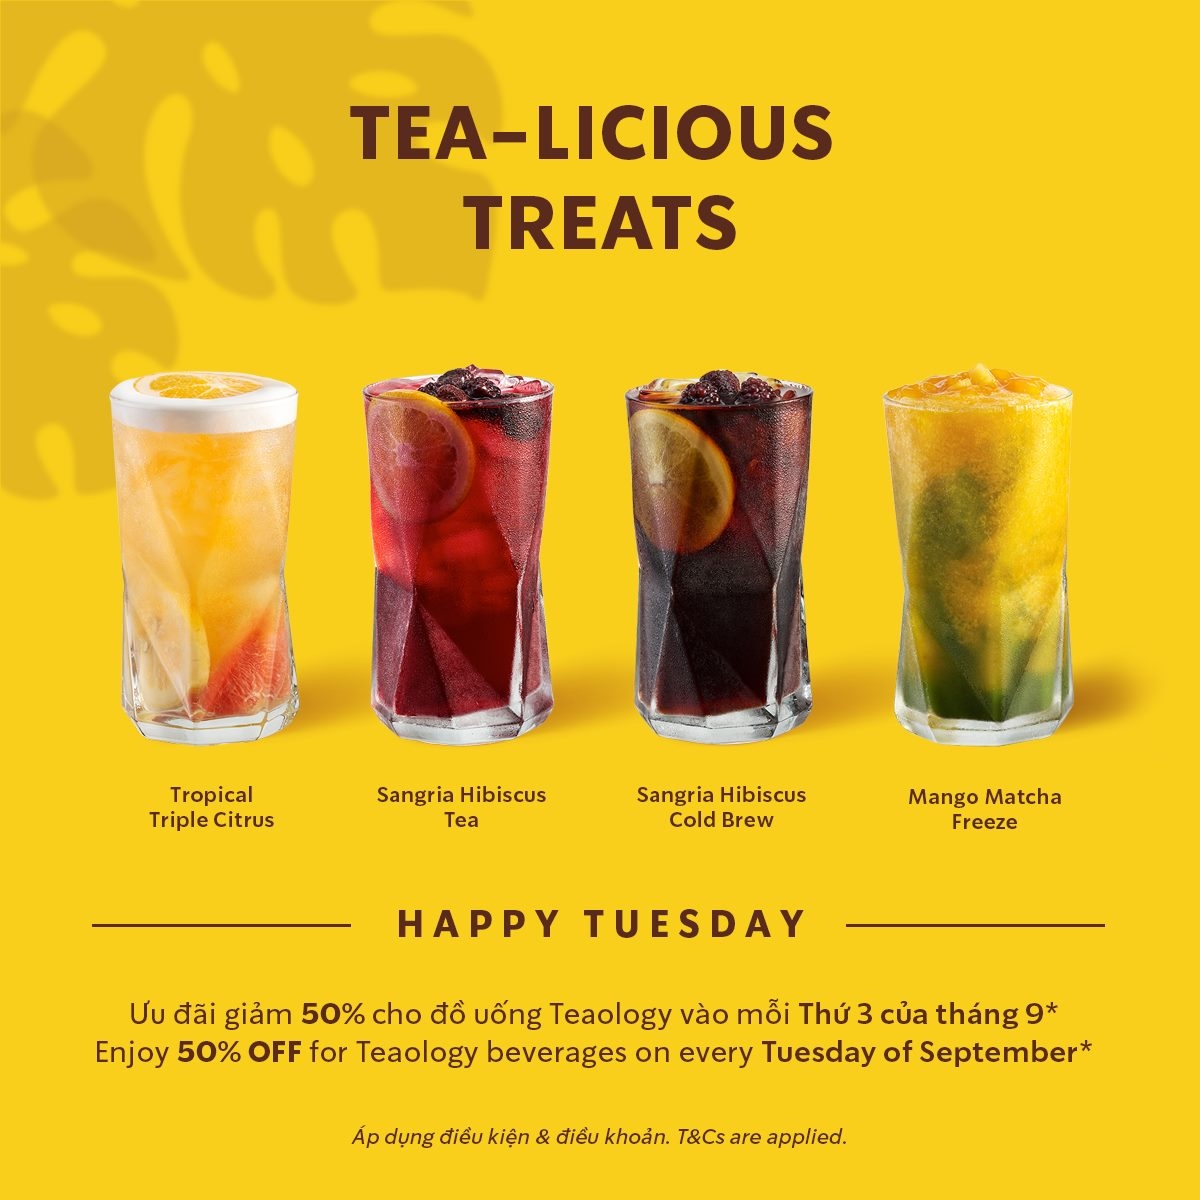 TEA-LICIOUS
TREATS
Tropical
Triple Citrus
Sangria Hibiscus
Tea
Sangria Hibiscus
Cold Brew
Mango Matcha
Freeze
HAPPY TUESDAY
Ưu đãi giảm 50% cho đồ uống Teaology vào mỗi Thứ 3 của tháng 9*
Enjoy 50% OFF for Teaology beverages on every Tuesday of September*
Áp dụng điều kiện & điều khoản. T&Cs are applied.